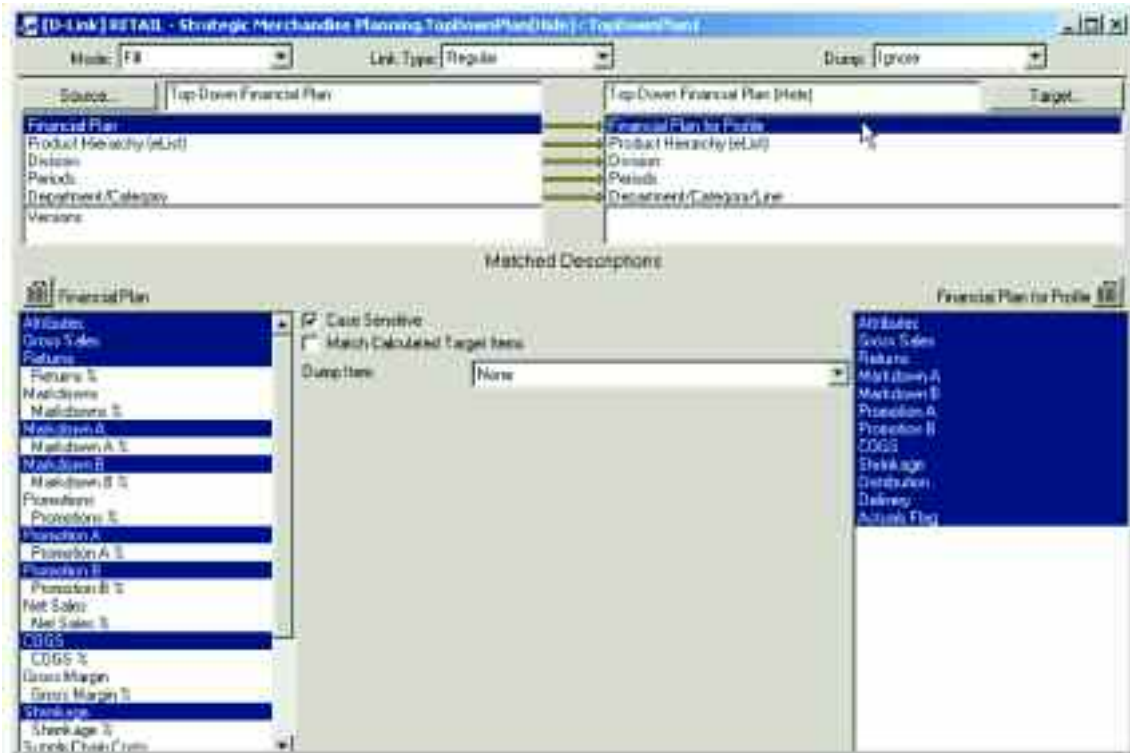 [D-Link] RETAIL - Strategic Merchandise Planning.TopDownPlan(Hide)<TopDownPlan>
Mode: Fill Link Type: Regular Dump: Ignore
Source... Top Down Financial Plan Top Down Financial Plan (Hide) Target...
Financial Plan Financial Plan for Profile
Product Hierarchy (eList) Product Hierarchy (eList)
Division Division
Periods Periods
Department/Category Department/Category/Line
Versions
Matched Descriptions
Financial Plan Financial Plan for Profile
Attributes
Gross Sales
Returns
Returns %
Markdowns
Markdowns %
Markdown A
Markdown A %
Markdown B
Markdown B %
Promotions
Promotions %
Promotion A
Promotion A %
Promotion B
Promotion B %
Net Sales
Net Sales %
COGS
COGS %
Gross Margin
Gross Margin %
Shrinkage
Shrinkage %
Supply Chain Costs
Case Sensitive
Match Calculated Target Items
Dump Item None
Attributes
Gross Sales
Returns
Markdown A
Markdown B
Promotion A
Promotion B
COGS
Shrinkage
Distribution
Delivery
Actuals Flag